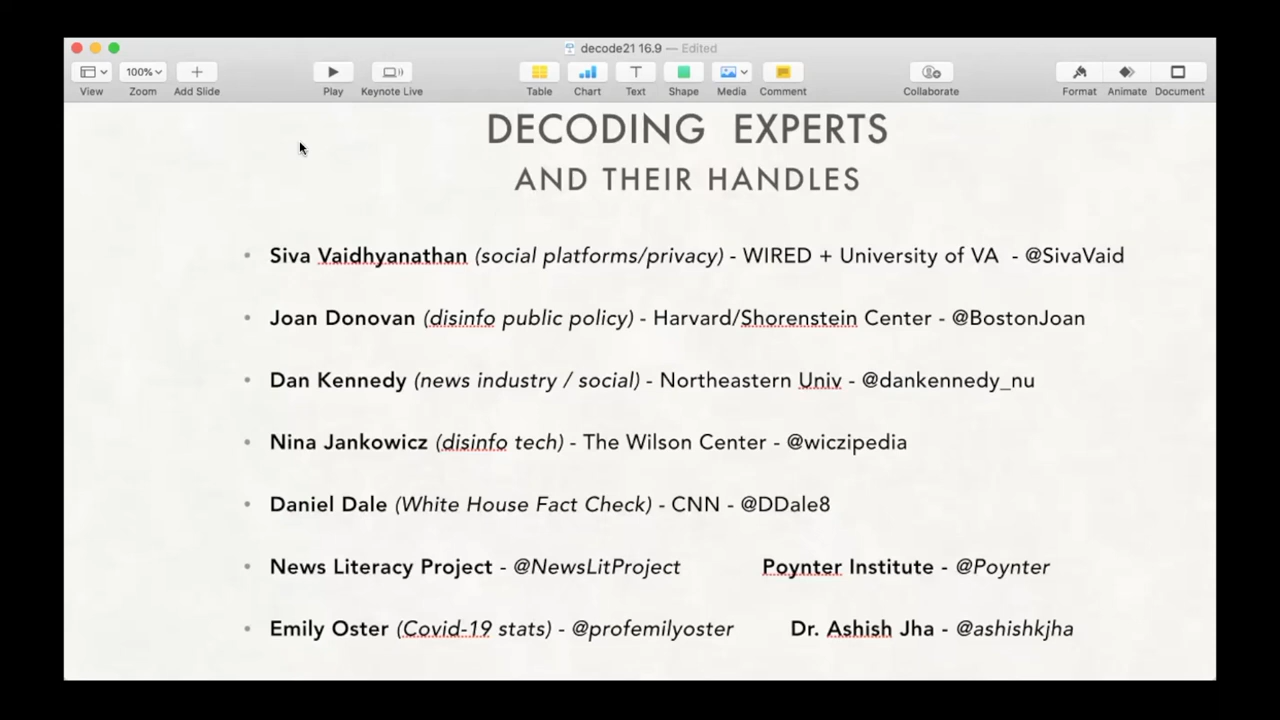 decode21 16.9 — Edited
100%
View Zoom Add Slide Play Keynote Live Table Chart Text Shape Media Comment Collaborate Format Animate Document
DECODING EXPERTS
AND THEIR HANDLES
• Siva Vaidhyanathan (social platforms/privacy) - WIRED + University of VA - @SivaVaid
• Joan Donovan (disinfo public policy) - Harvard/Shorenstein Center - @BostonJoan
• Dan Kennedy (news industry / social) - Northeastern Univ - @dankennedy_nu
• Nina Jankowicz (disinfo tech) - The Wilson Center - @wiczipedia
• Daniel Dale (White House Fact Check) - CNN - @DDale8
• News Literacy Project - @NewsLitProject Poynter Institute - @Poynter
• Emily Oster (Covid-19 stats) - @profemilyoster Dr. Ashish Jha - @ashishkjha